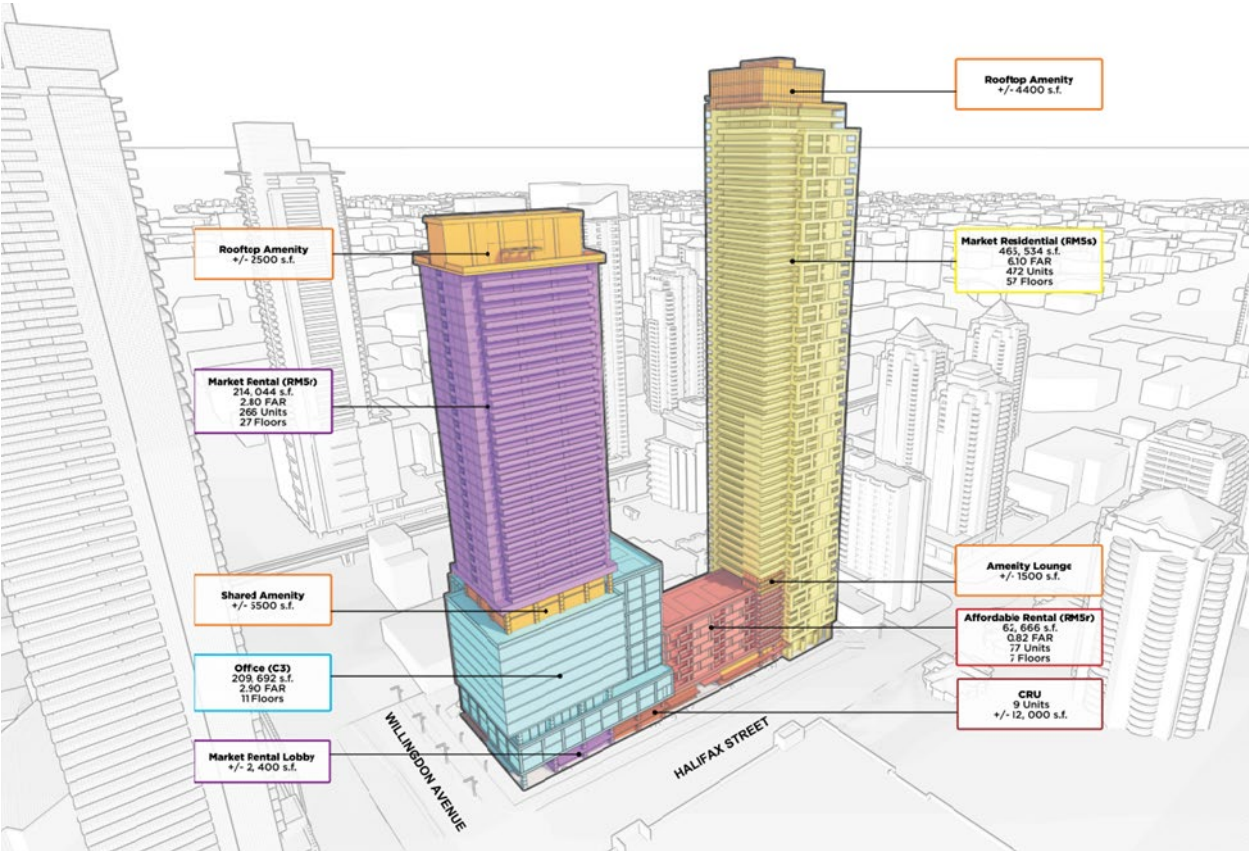 Rooftop Amenity
+/- 4400 s.f.
Rooftop Amenity
+/- 2500 s.f.
Market Residential (RM5s)
465, 534 s.f.
6.10 FAR
472 Units
57 Floors
Market Rental (RM5r)
214, 044 s.f.
2.80 FAR
266 Units
27 Floors
Shared Amenity
+/- 5500 s.f.
Amenity Lounge
+/- 1500 s.f.
Affordable Rental (RM5r)
62, 666 s.f.
0.82 FAR
77 Units
7 Floors
Office (C3)
209, 692 s.f.
2.90 FAR
11 Floors
CRU
9 Units
+/- 12, 000 s.f.
Market Rental Lobby
+/- 2, 400 s.f.
WILLINGDON AVENUE
HALIFAX STREET